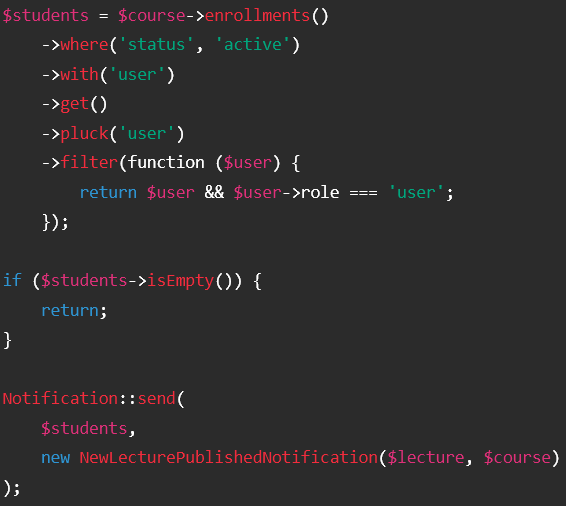 $students = $course->enrollments()
    ->where('status', 'active')
    ->with('user')
    ->get()
    ->pluck('user')
    ->filter(function ($user) {
        return $user && $user->role === 'user';
    });

if ($students->isEmpty()) {
    return;
}

Notification::send(
    $students,
    new NewLecturePublishedNotification($lecture, $course)
);